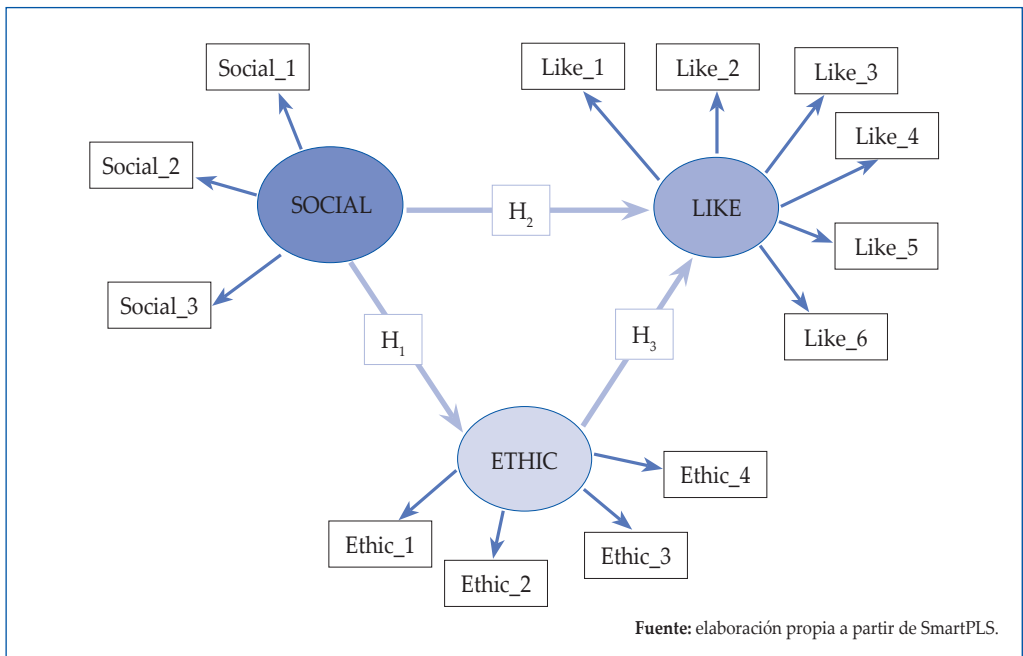 Social_1
Like_1
Like_2
Like_3
Like_4
Social_2
SOCIAL
H₂
LIKE
Like_5
Social_3
H₁
H₃
Like_6
ETHIC
Ethic_4
Ethic_1
Ethic_2
Ethic_3
Fuente: elaboración propia a partir de SmartPLS.